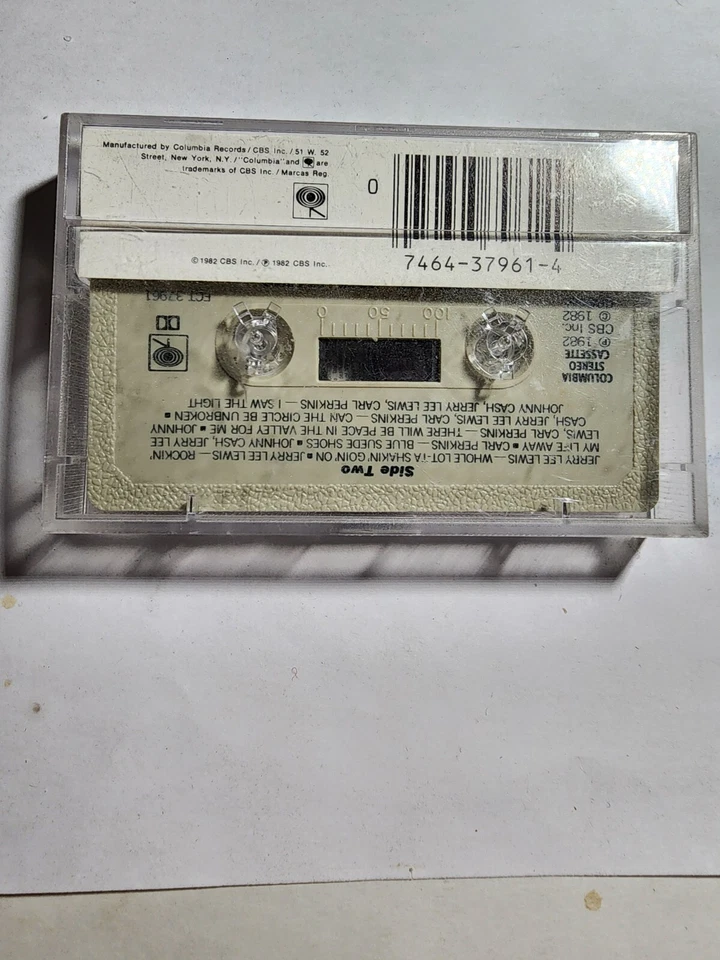 Manufactured by Columbia Records / CBS Inc. / 51 W. 52
Street, New York, N.Y. / "Columbia" and are
trademarks of CBS Inc. / Marcas Reg.
0
© 1982 CBS Inc. / ℗ 1982 CBS Inc.
7464-37961-4
Side Two
JERRY LEE LEWIS—WHOLE LOT-TA SHAKIN' GOIN' ON ■ JERRY LEE LEWIS — ROCKIN'
MY LIFE AWAY ■ CARL PERKINS — BLUE SUEDE SHOES ■ JOHNNY CASH, JERRY LEE
LEWIS, CARL PERKINS — THERE WILL BE PEACE IN THE VALLEY FOR ME ■ JOHNNY
CASH, JERRY LEE LEWIS, CARL PERKINS — CAN THE CIRCLE BE UNBROKEN ■
JOHNNY CASH, JERRY LEE LEWIS, CARL PERKINS — I SAW THE LIGHT
COLUMBIA
STEREO
CASSETTE
℗ 1982
CBS Inc.
© 1982
100 50 0
FCT 37961